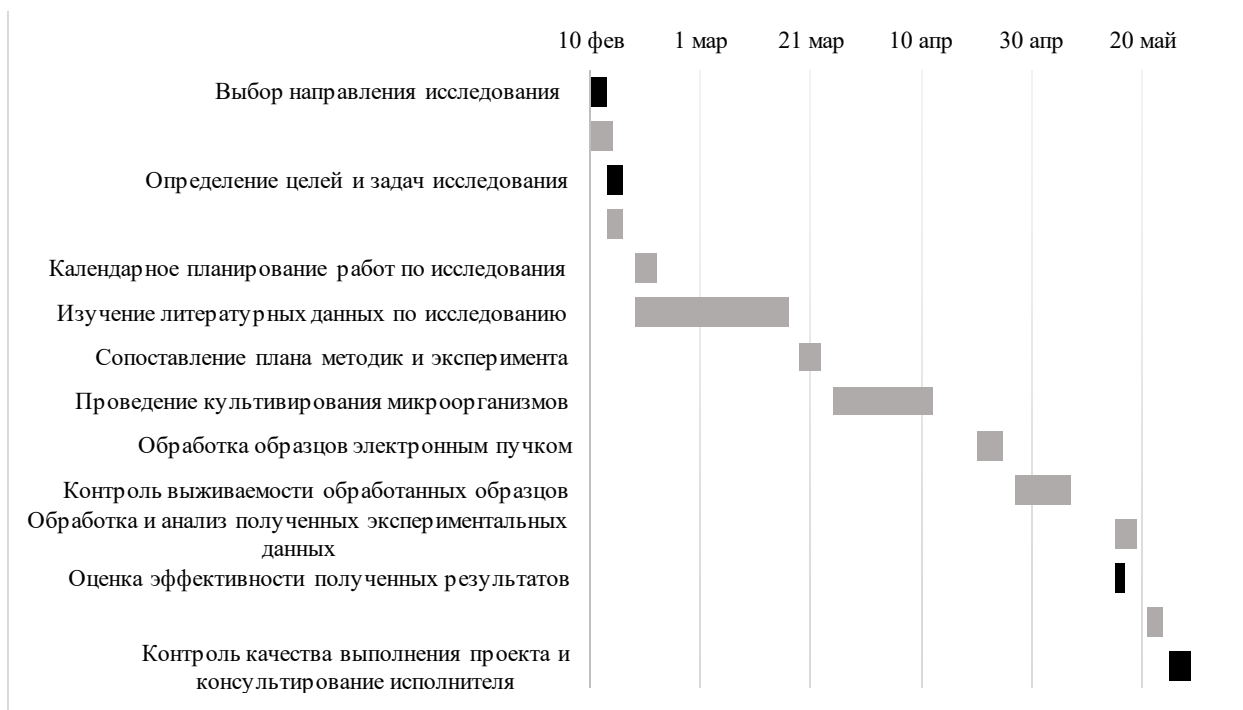 10 фев 1 мар 21 мар 10 апр 30 апр 20 май
Выбор направления исследования
Определение целей и задач исследования
Календарное планирование работ по исследования
Изучение литературных данных по исследованию
Сопоставление плана методик и эксперимента
Проведение культивирования микроорганизмов
Обработка образцов электронным пучком
Контроль выживаемости обработанных образцов
Обработка и анализ полученных экспериментальных
данных
Оценка эффективности полученных результатов
Контроль качества выполнения проекта и
консультирование исполнителя